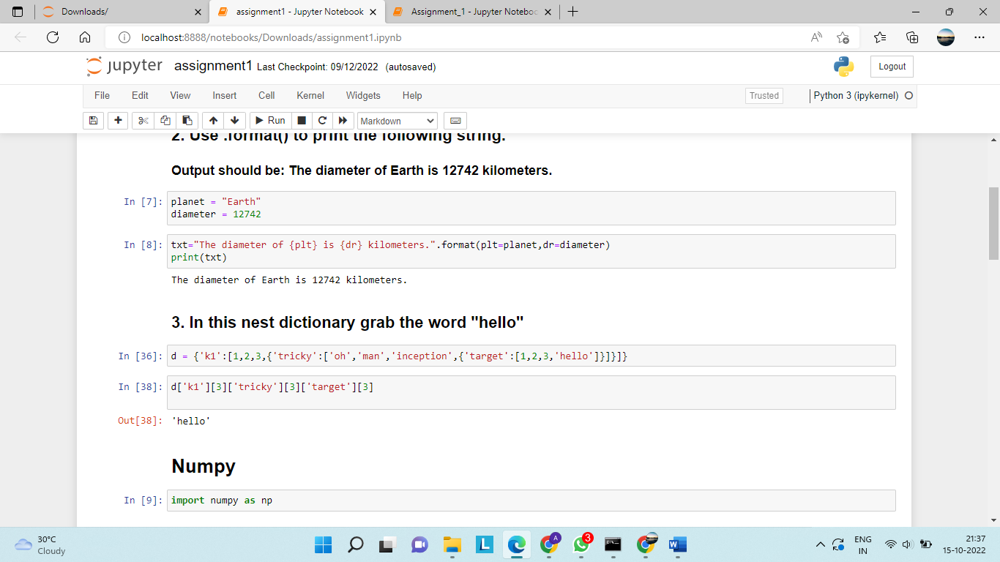 Downloads/
assignment1 - Jupyter Notebook
Assignment_1 - Jupyter Noteboo
localhost:8888/notebooks/Downloads/assignment1.ipynb
jupyter assignment1 Last Checkpoint: 09/12/2022 (autosaved)
Logout
File Edit View Insert Cell Kernel Widgets Help
Trusted
Python 3 (ipykernel)
Run
Markdown
2. Use .format() to print the following string.
Output should be: The diameter of Earth is 12742 kilometers.
In [7]: planet = "Earth"
diameter = 12742
In [8]: txt="The diameter of {plt} is {dr} kilometers.".format(plt=planet,dr=diameter)
print(txt)
The diameter of Earth is 12742 kilometers.
3. In this nest dictionary grab the word "hello"
In [36]: d = {'k1':[1,2,3,{'tricky':['oh','man','inception',{'target':[1,2,3,'hello']}]}]}
In [38]: d['k1'][3]['tricky'][3]['target'][3]
Out[38]: 'hello'
Numpy
In [9]: import numpy as np
30°C
Cloudy
L
A
3
W
ENG
IN
21:37
15-10-2022